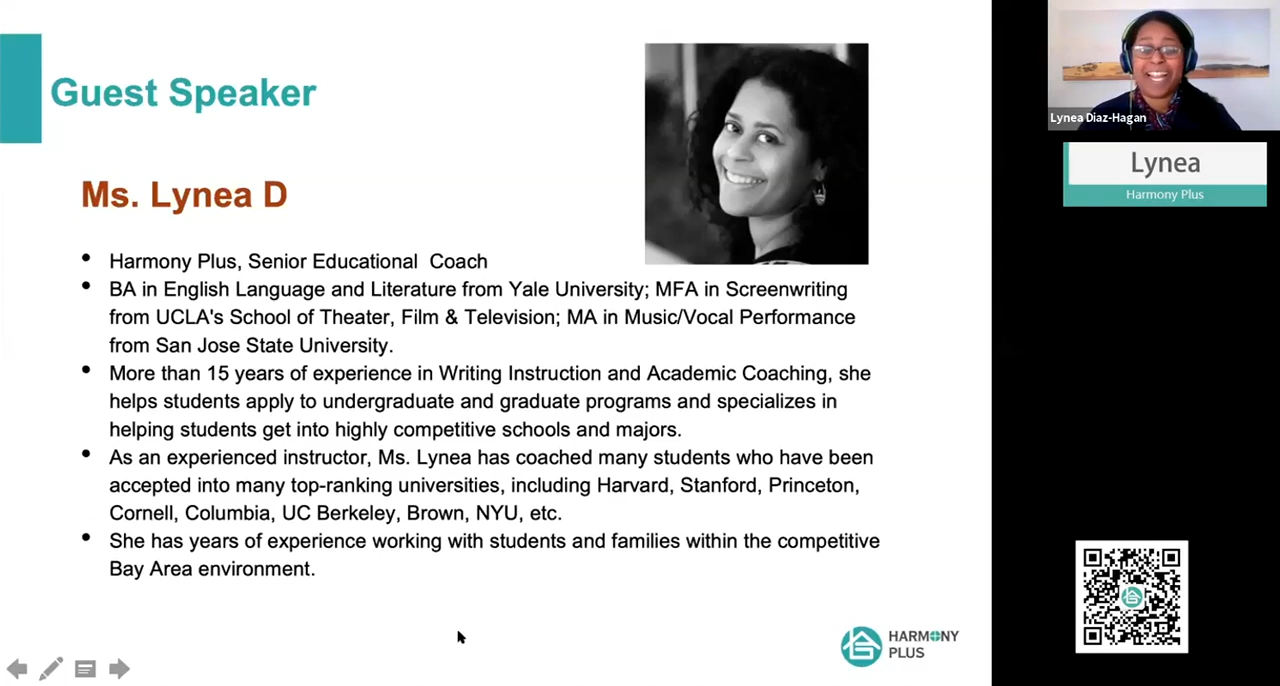 Guest Speaker
Ms. Lynea D
• Harmony Plus, Senior Educational Coach
• BA in English Language and Literature from Yale University; MFA in Screenwriting
from UCLA's School of Theater, Film & Television; MA in Music/Vocal Performance
from San Jose State University.
• More than 15 years of experience in Writing Instruction and Academic Coaching, she
helps students apply to undergraduate and graduate programs and specializes in
helping students get into highly competitive schools and majors.
• As an experienced instructor, Ms. Lynea has coached many students who have been
accepted into many top-ranking universities, including Harvard, Stanford, Princeton,
Cornell, Columbia, UC Berkeley, Brown, NYU, etc.
• She has years of experience working with students and families within the competitive
Bay Area environment.
HARMONY
PLUS
Lynea Diaz-Hagan
Lynea
Harmony Plus